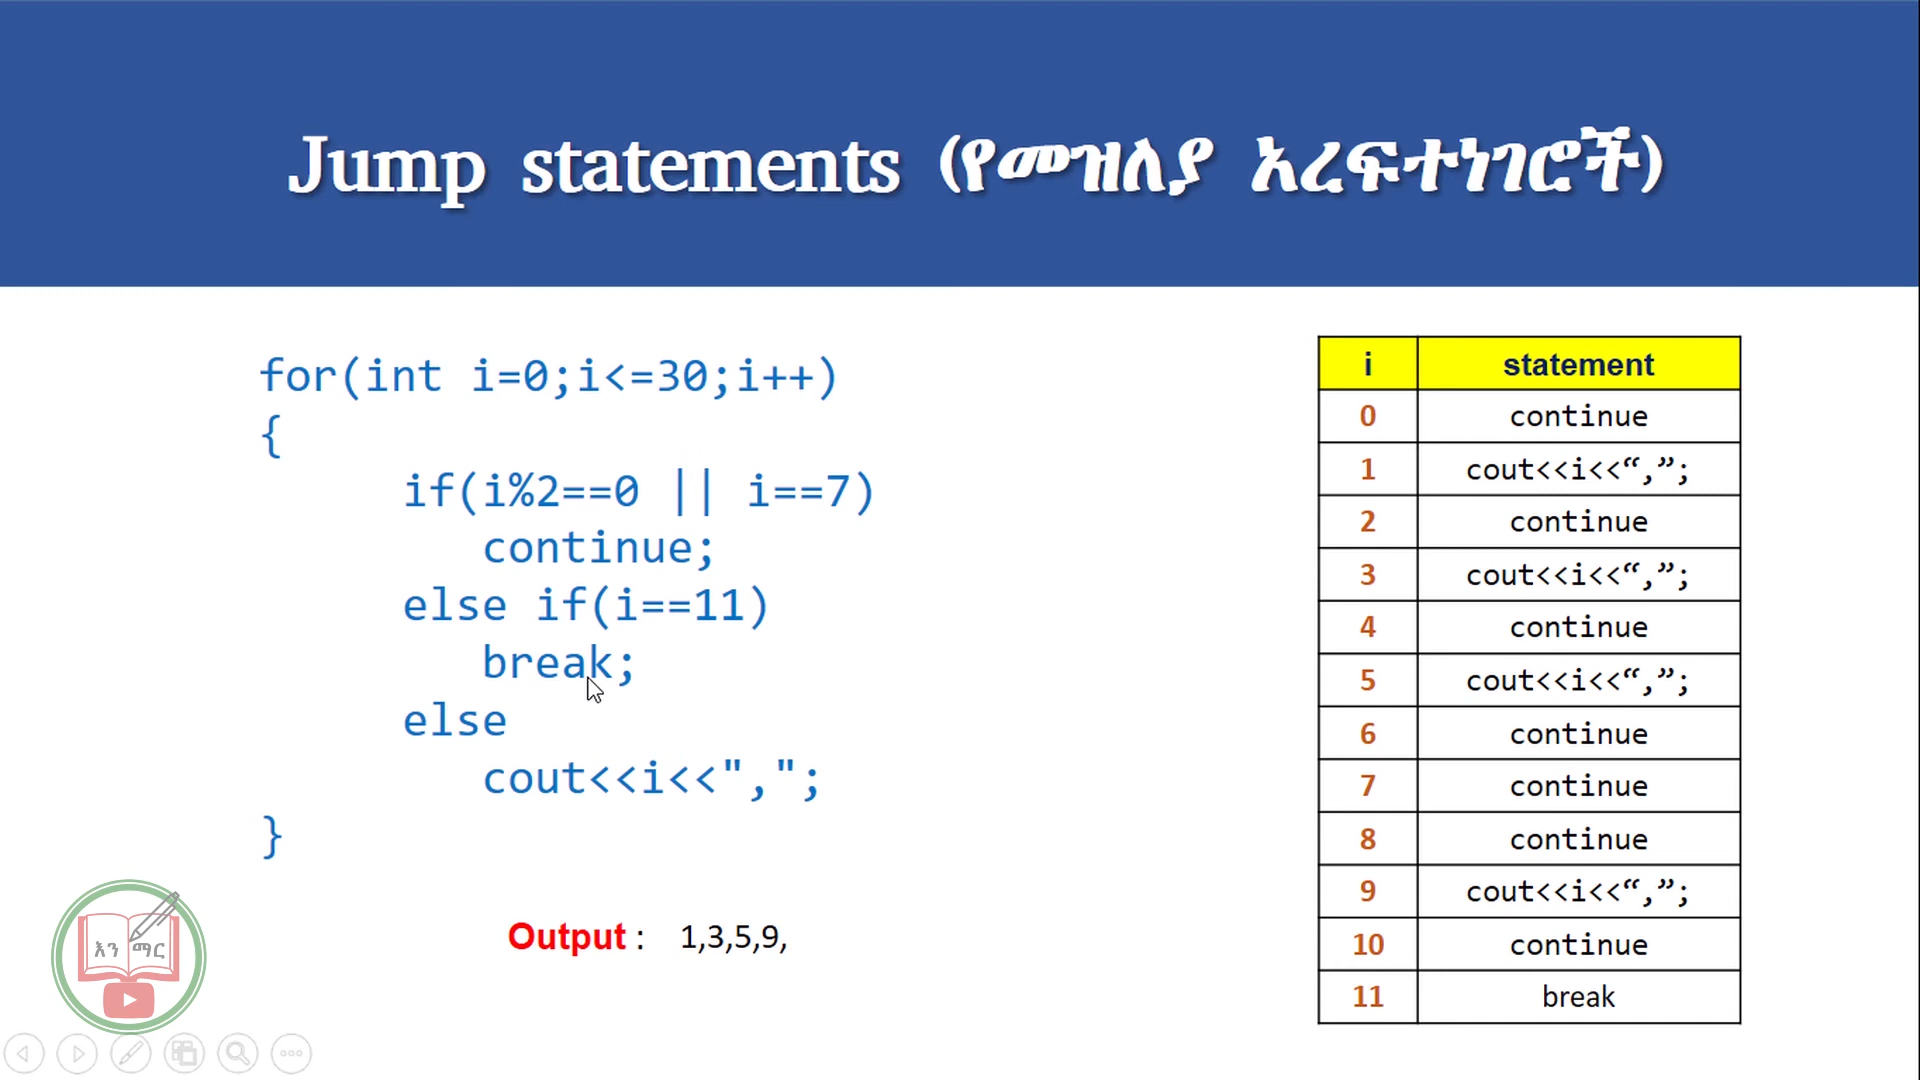 Jump statements (የመዝለያ አረፍተነገሮች)
for(int i=0;i<=30;i++)
{
if(i%2==0 || i==7)
continue;
else if(i==11)
break;
else
cout<<i<<",";
}
Output : 1,3,5,9,
i statement
0 continue
1 cout<<i<<“,”;
2 continue
3 cout<<i<<“,”;
4 continue
5 cout<<i<<“,”;
6 continue
7 continue
8 continue
9 cout<<i<<“,”;
10 continue
11 break
እን ማር